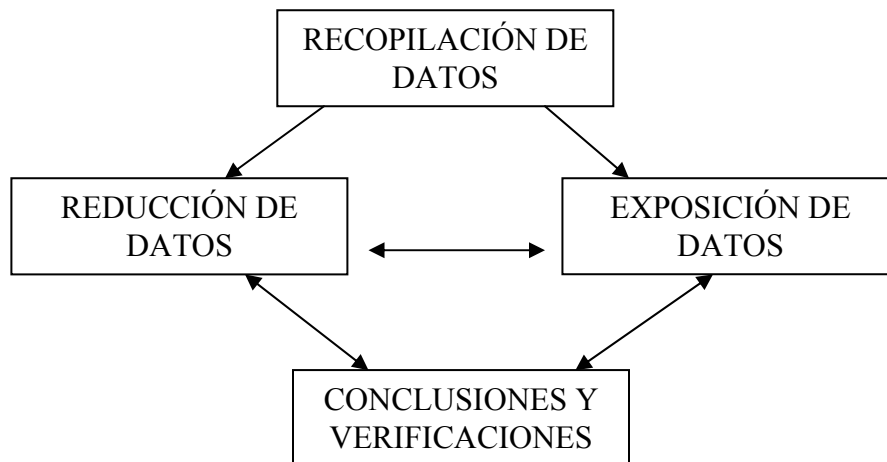 RECOPILACIÓN DE
DATOS
REDUCCIÓN DE
DATOS
EXPOSICIÓN DE
DATOS
CONCLUSIONES Y
VERIFICACIONES